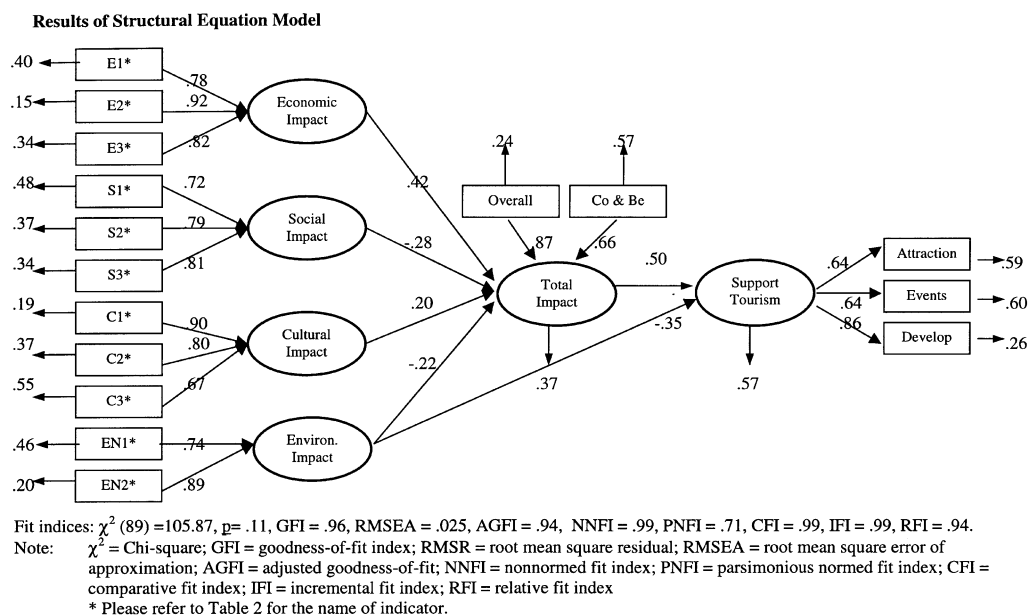 Results of Structural Equation Model
.40 E1* .78
.15 E2* .92
.34 E3* .82
Economic
Impact
.48 S1* .72
.37 S2* .79
.34 S3* .81
Social
Impact
.19 C1* .90
.37 C2* .80
.55 C3* .67
Cultural
Impact
.46 EN1* .74
.20 EN2* .89
Environ.
Impact
.42
-.28
.20
-.22
.24 .57
Overall Co & Be
.87 .66
Total
Impact
.37
.50
-.35
Support
Tourism
.57
.64 Attraction .59
.64 Events .60
.86 Develop .26
Fit indices: χ² (89) =105.87, p= .11, GFI = .96, RMSEA = .025, AGFI = .94, NNFI = .99, PNFI = .71, CFI = .99, IFI = .99, RFI = .94.
Note: χ² = Chi-square; GFI = goodness-of-fit index; RMSR = root mean square residual; RMSEA = root mean square error of
approximation; AGFI = adjusted goodness-of-fit; NNFI = nonnormed fit index; PNFI = parsimonious normed fit index; CFI =
comparative fit index; IFI = incremental fit index; RFI = relative fit index
* Please refer to Table 2 for the name of indicator.